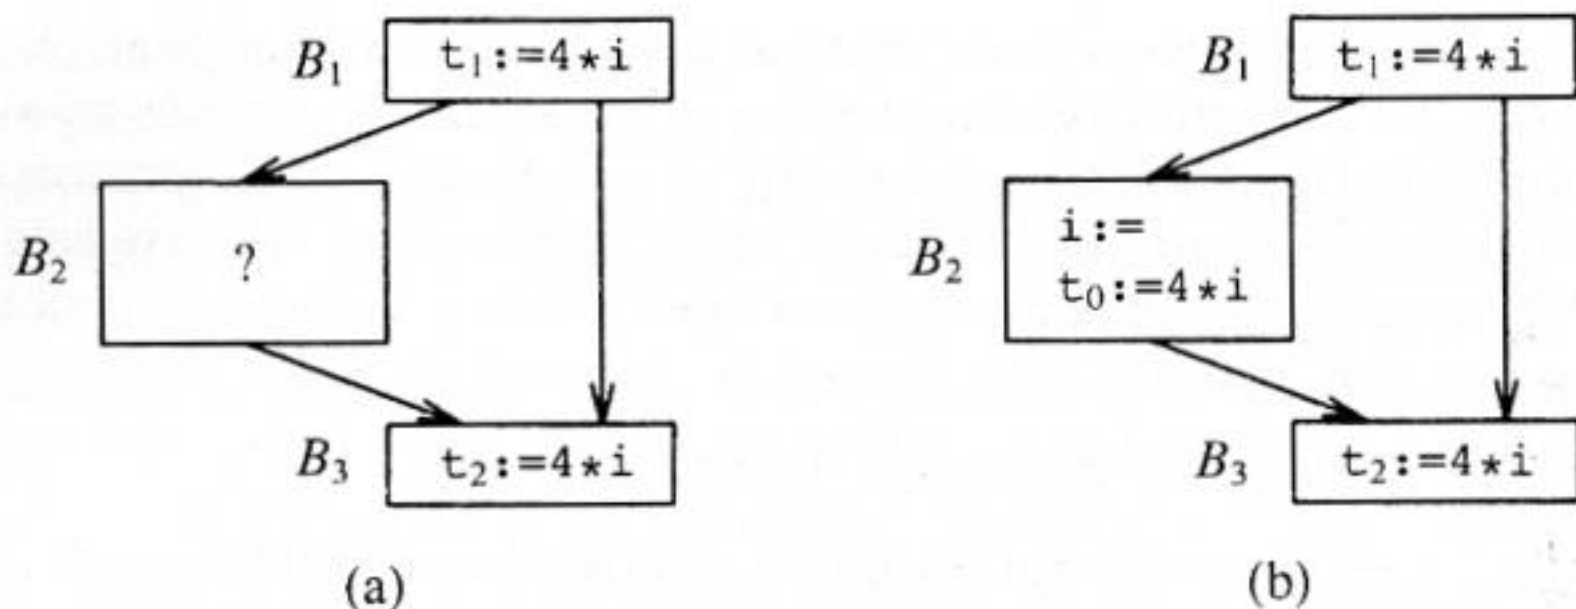 B₁ t₁:=4*i
B₂ ?
B₃ t₂:=4*i
(a)
B₁ t₁:=4*i
B₂ i:=
t₀:=4*i
B₃ t₂:=4*i
(b)